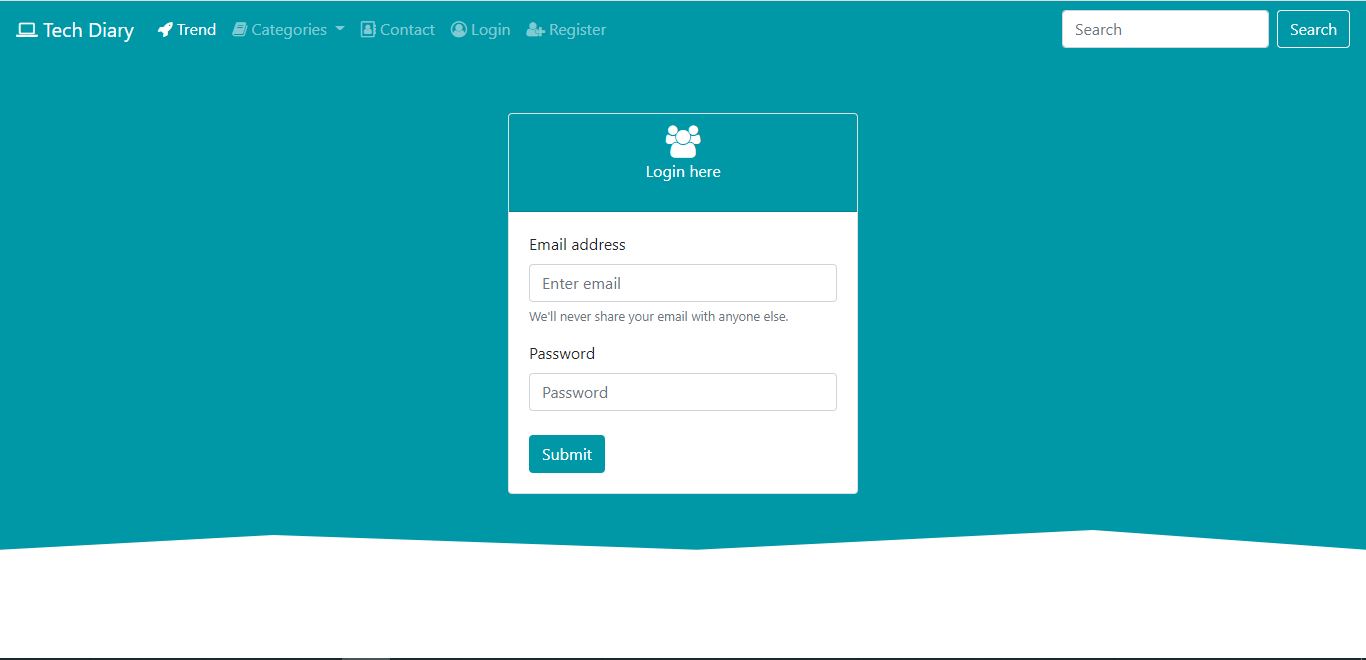 Tech Diary Trend Categories Contact Login Register Search Search
Login here
Email address
Enter email
We'll never share your email with anyone else.
Password
Password
Submit